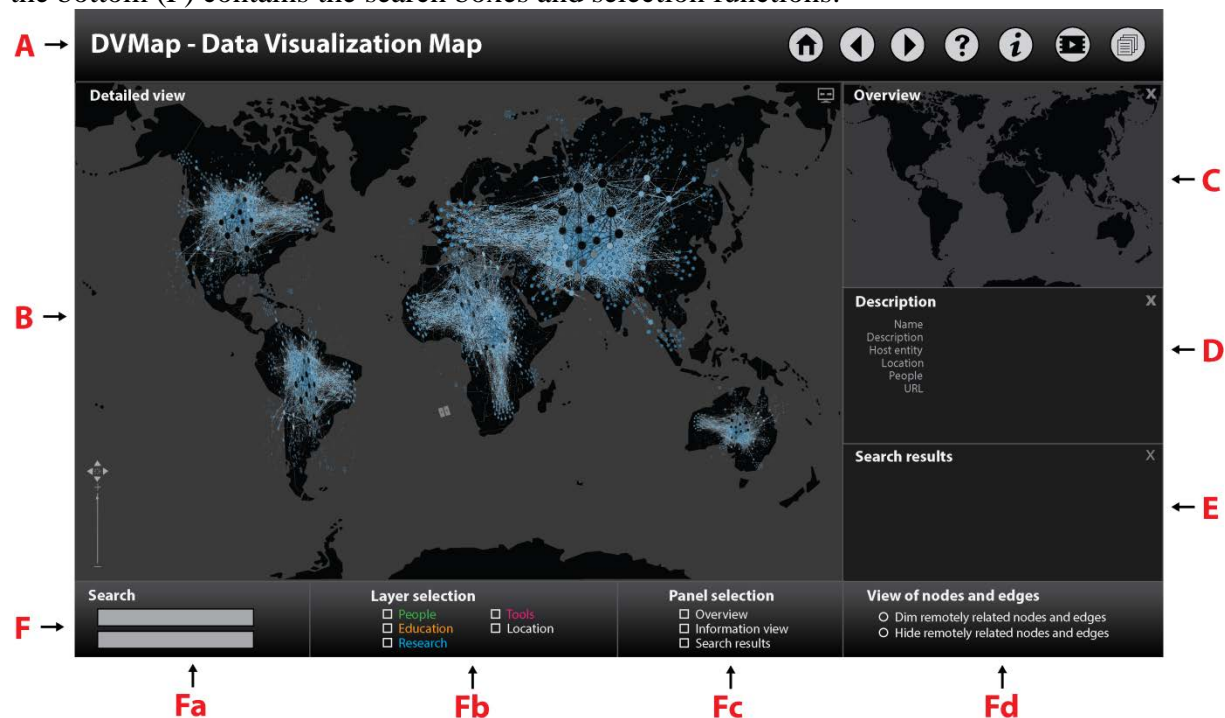 the bottom (F) contains the search boxes and selection functions.
A
DVMap - Data Visualization Map
? i
Detailed view
Overview
X
C
B
Description
X
Name
Description
Host entity
Location
People
URL
D
Search results
X
E
F
Search
Layer selection
People
Education
Research
Tools
Location
Panel selection
Overview
Information view
Search results
View of nodes and edges
Dim remotely related nodes and edges
Hide remotely related nodes and edges
Fa
Fb
Fc
Fd